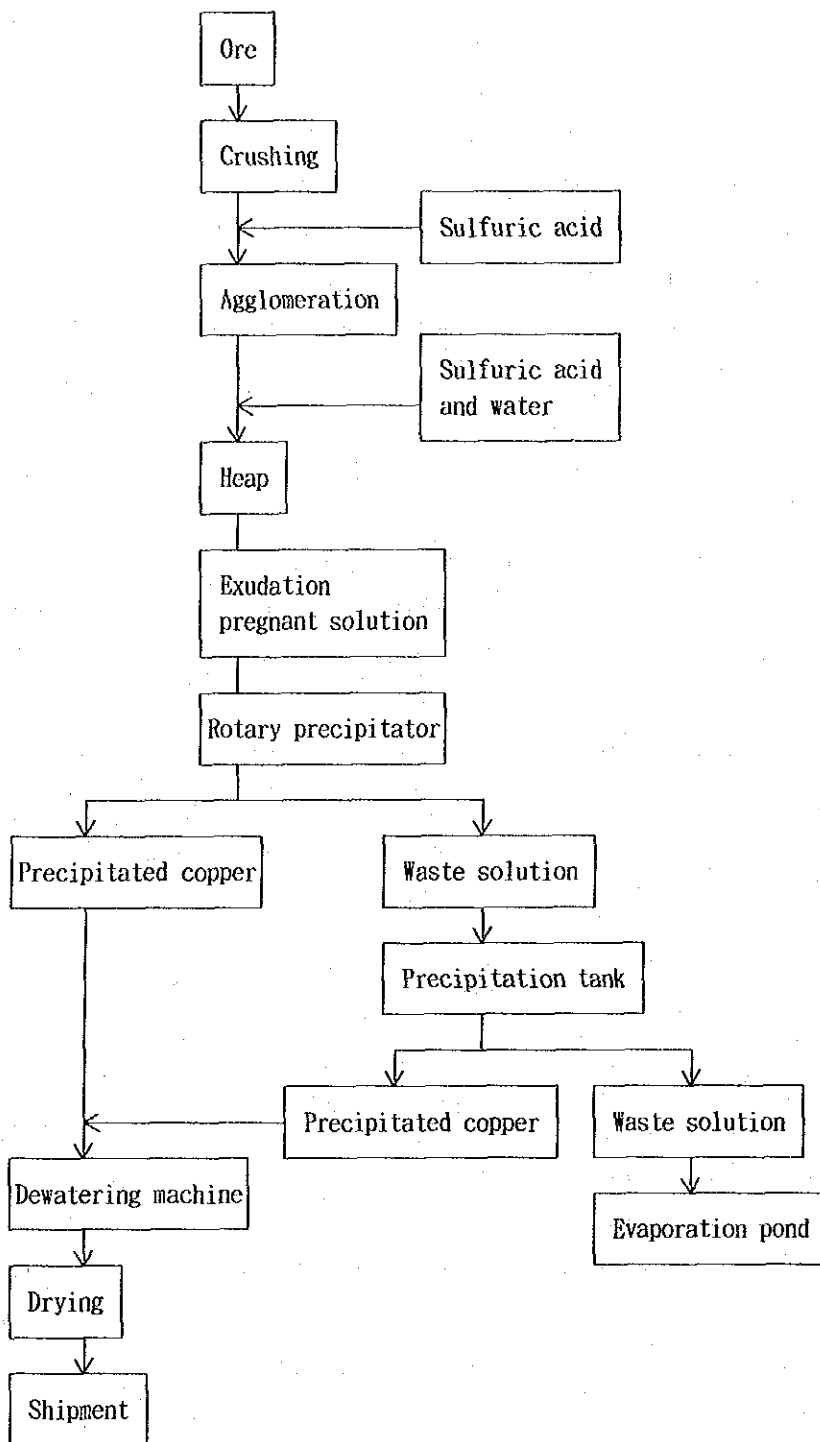 Ore
Crushing
Sulfuric acid
Agglomeration
Sulfuric acid
and water
Heap
Exudation
pregnant solution
Rotary precipitator
Precipitated copper
Waste solution
Precipitation tank
Precipitated copper
Waste solution
Dewatering machine
Evaporation pond
Drying
Shipment